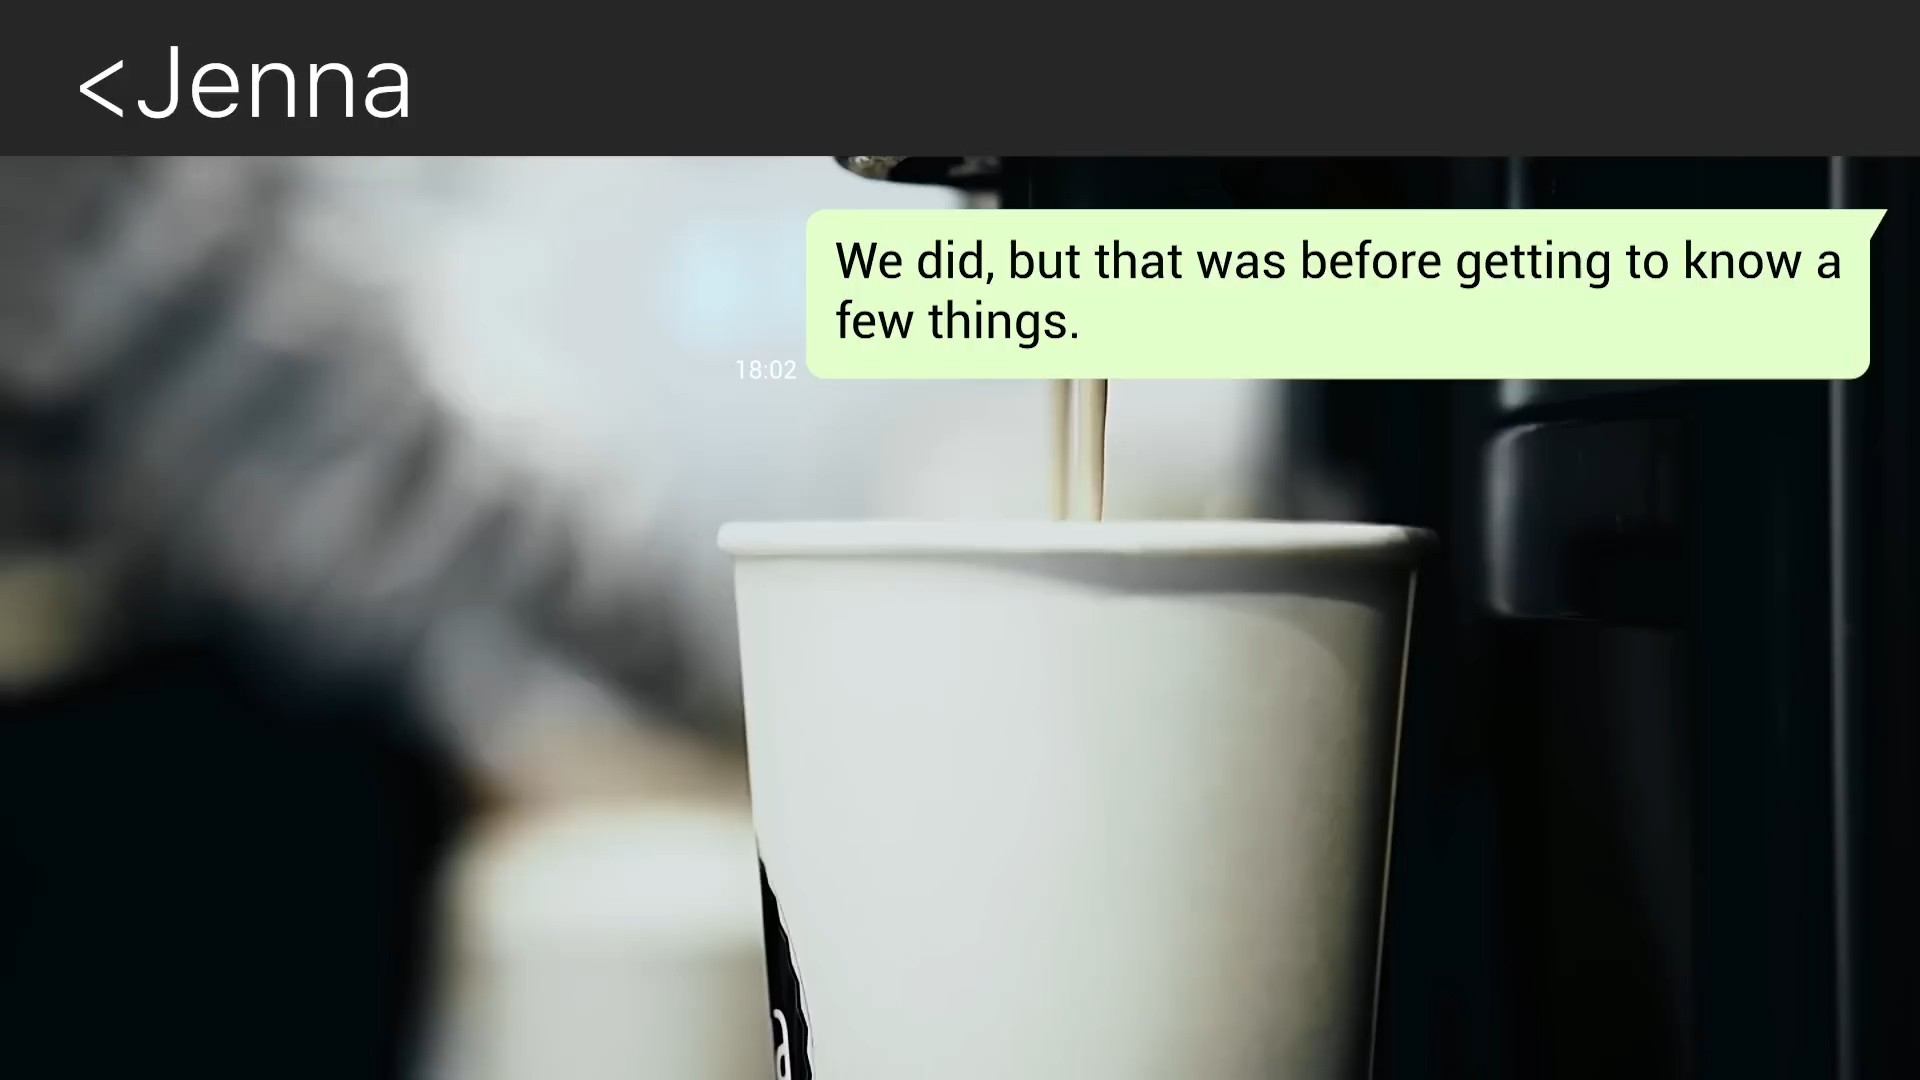 <Jenna
We did, but that was before getting to know a
few things.
18:02
a